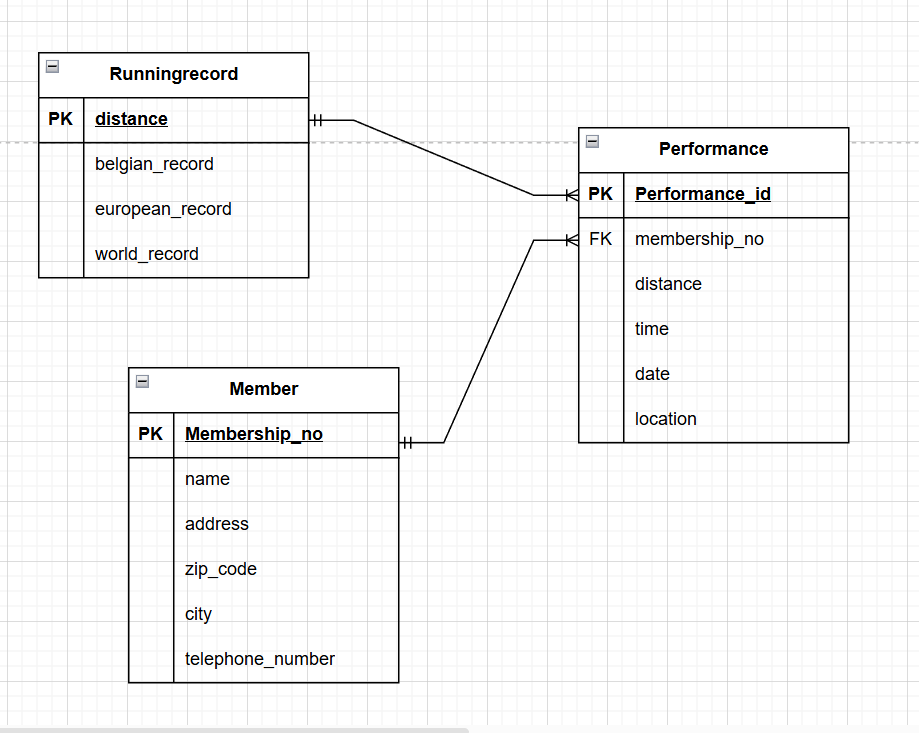 Runningrecord
PK distance
belgian_record
european_record
world_record
Performance
PK Performance_id
FK membership_no
distance
time
date
location
Member
PK Membership_no
name
address
zip_code
city
telephone_number